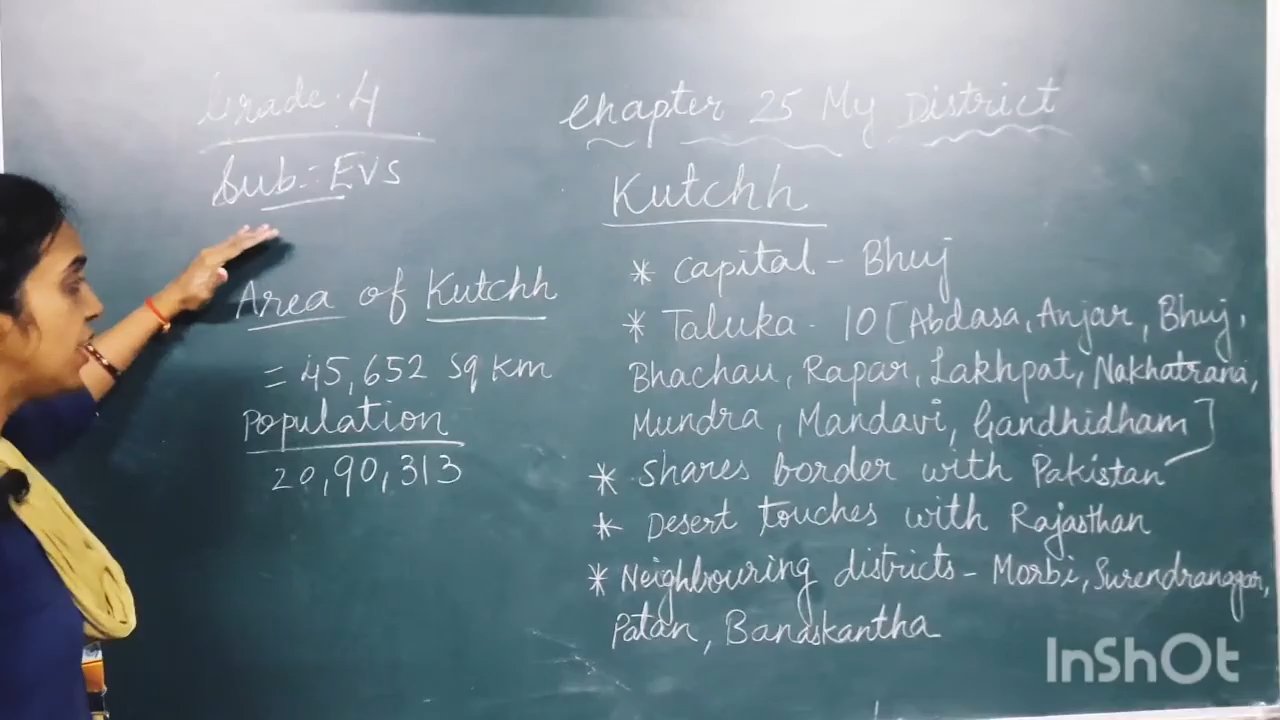 Grade. 4
Sub:- EVS
Area of Kutchh
= 45,652 Sq Km
Population
20,90,313
Chapter 25 My District
Kutchh
* Capital - Bhuj
* Taluka - 10 [Abdasa, Anjar, Bhuj,
Bhachau, Rapar, Lakhpat, Nakhatrana,
Mundra, Mandavi, Gandhidham]
* Shares border with Pakistan
* Desert touches with Rajasthan
* Neighbouring districts - Morbi, Surendranagar,
Patan, Banaskantha
InShOt